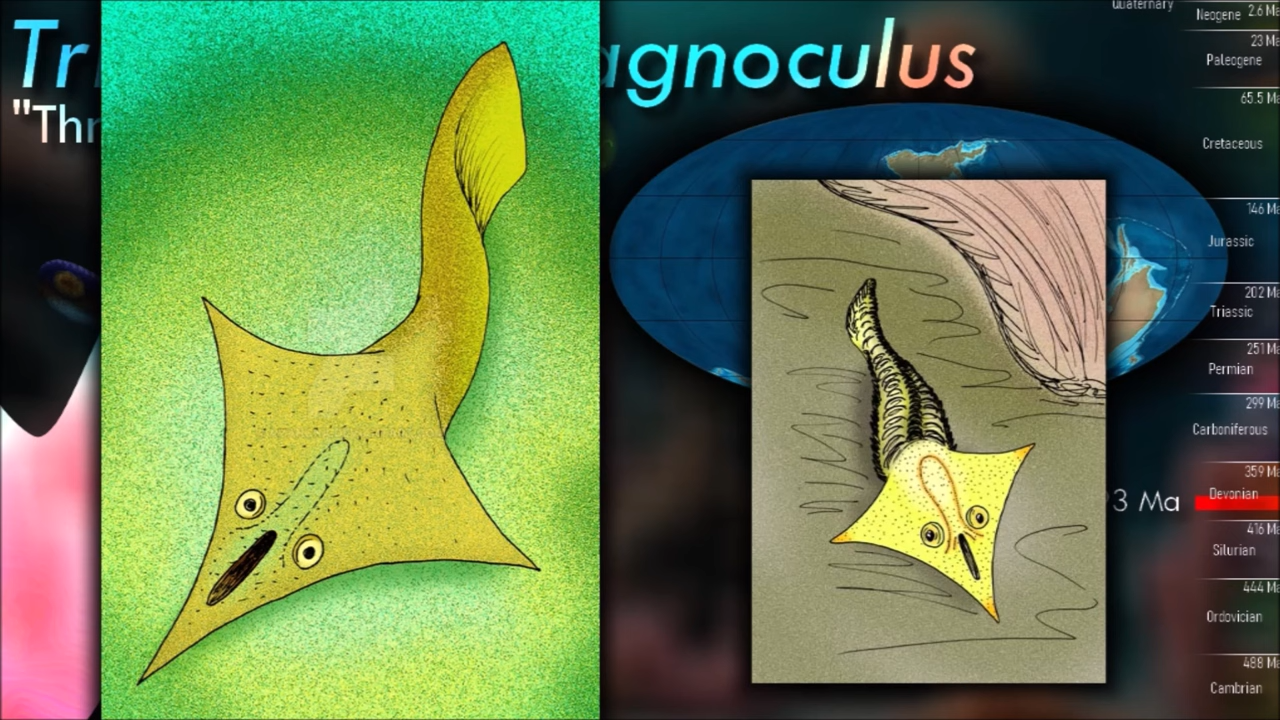 Tr agnoculus
"Thr
Quaternary
Neogene 2.6 Ma
23 Ma
Paleogene
65.5 Ma
Cretaceous
146 Ma
Jurassic
202 Ma
Triassic
251 Ma
Permian
299 Ma
Carboniferous
359 Ma
3 Ma Devonian
416 Ma
Silurian
444 Ma
Ordovician
488 Ma
Cambrian